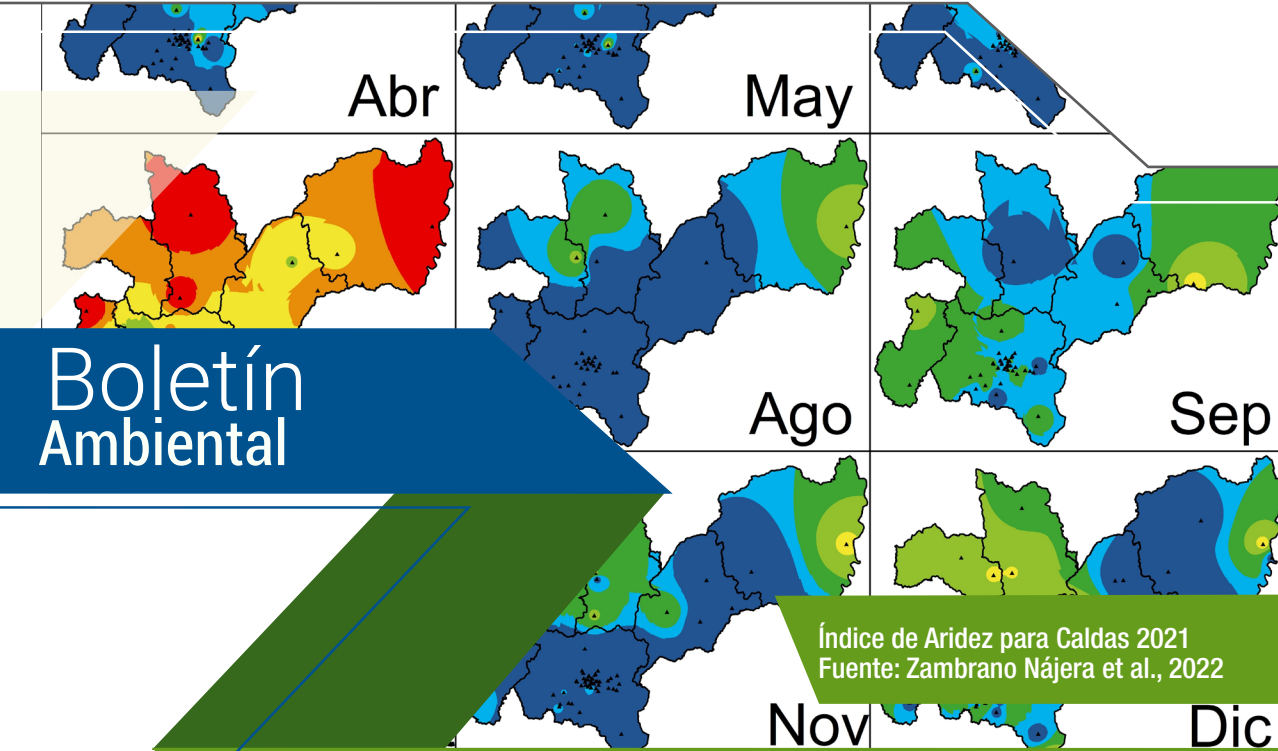 Abr
May
Boletín
Ambiental
Ago
Sep
Índice de Aridez para Caldas 2021
Fuente: Zambrano Nájera et al., 2022
Nov
Dic